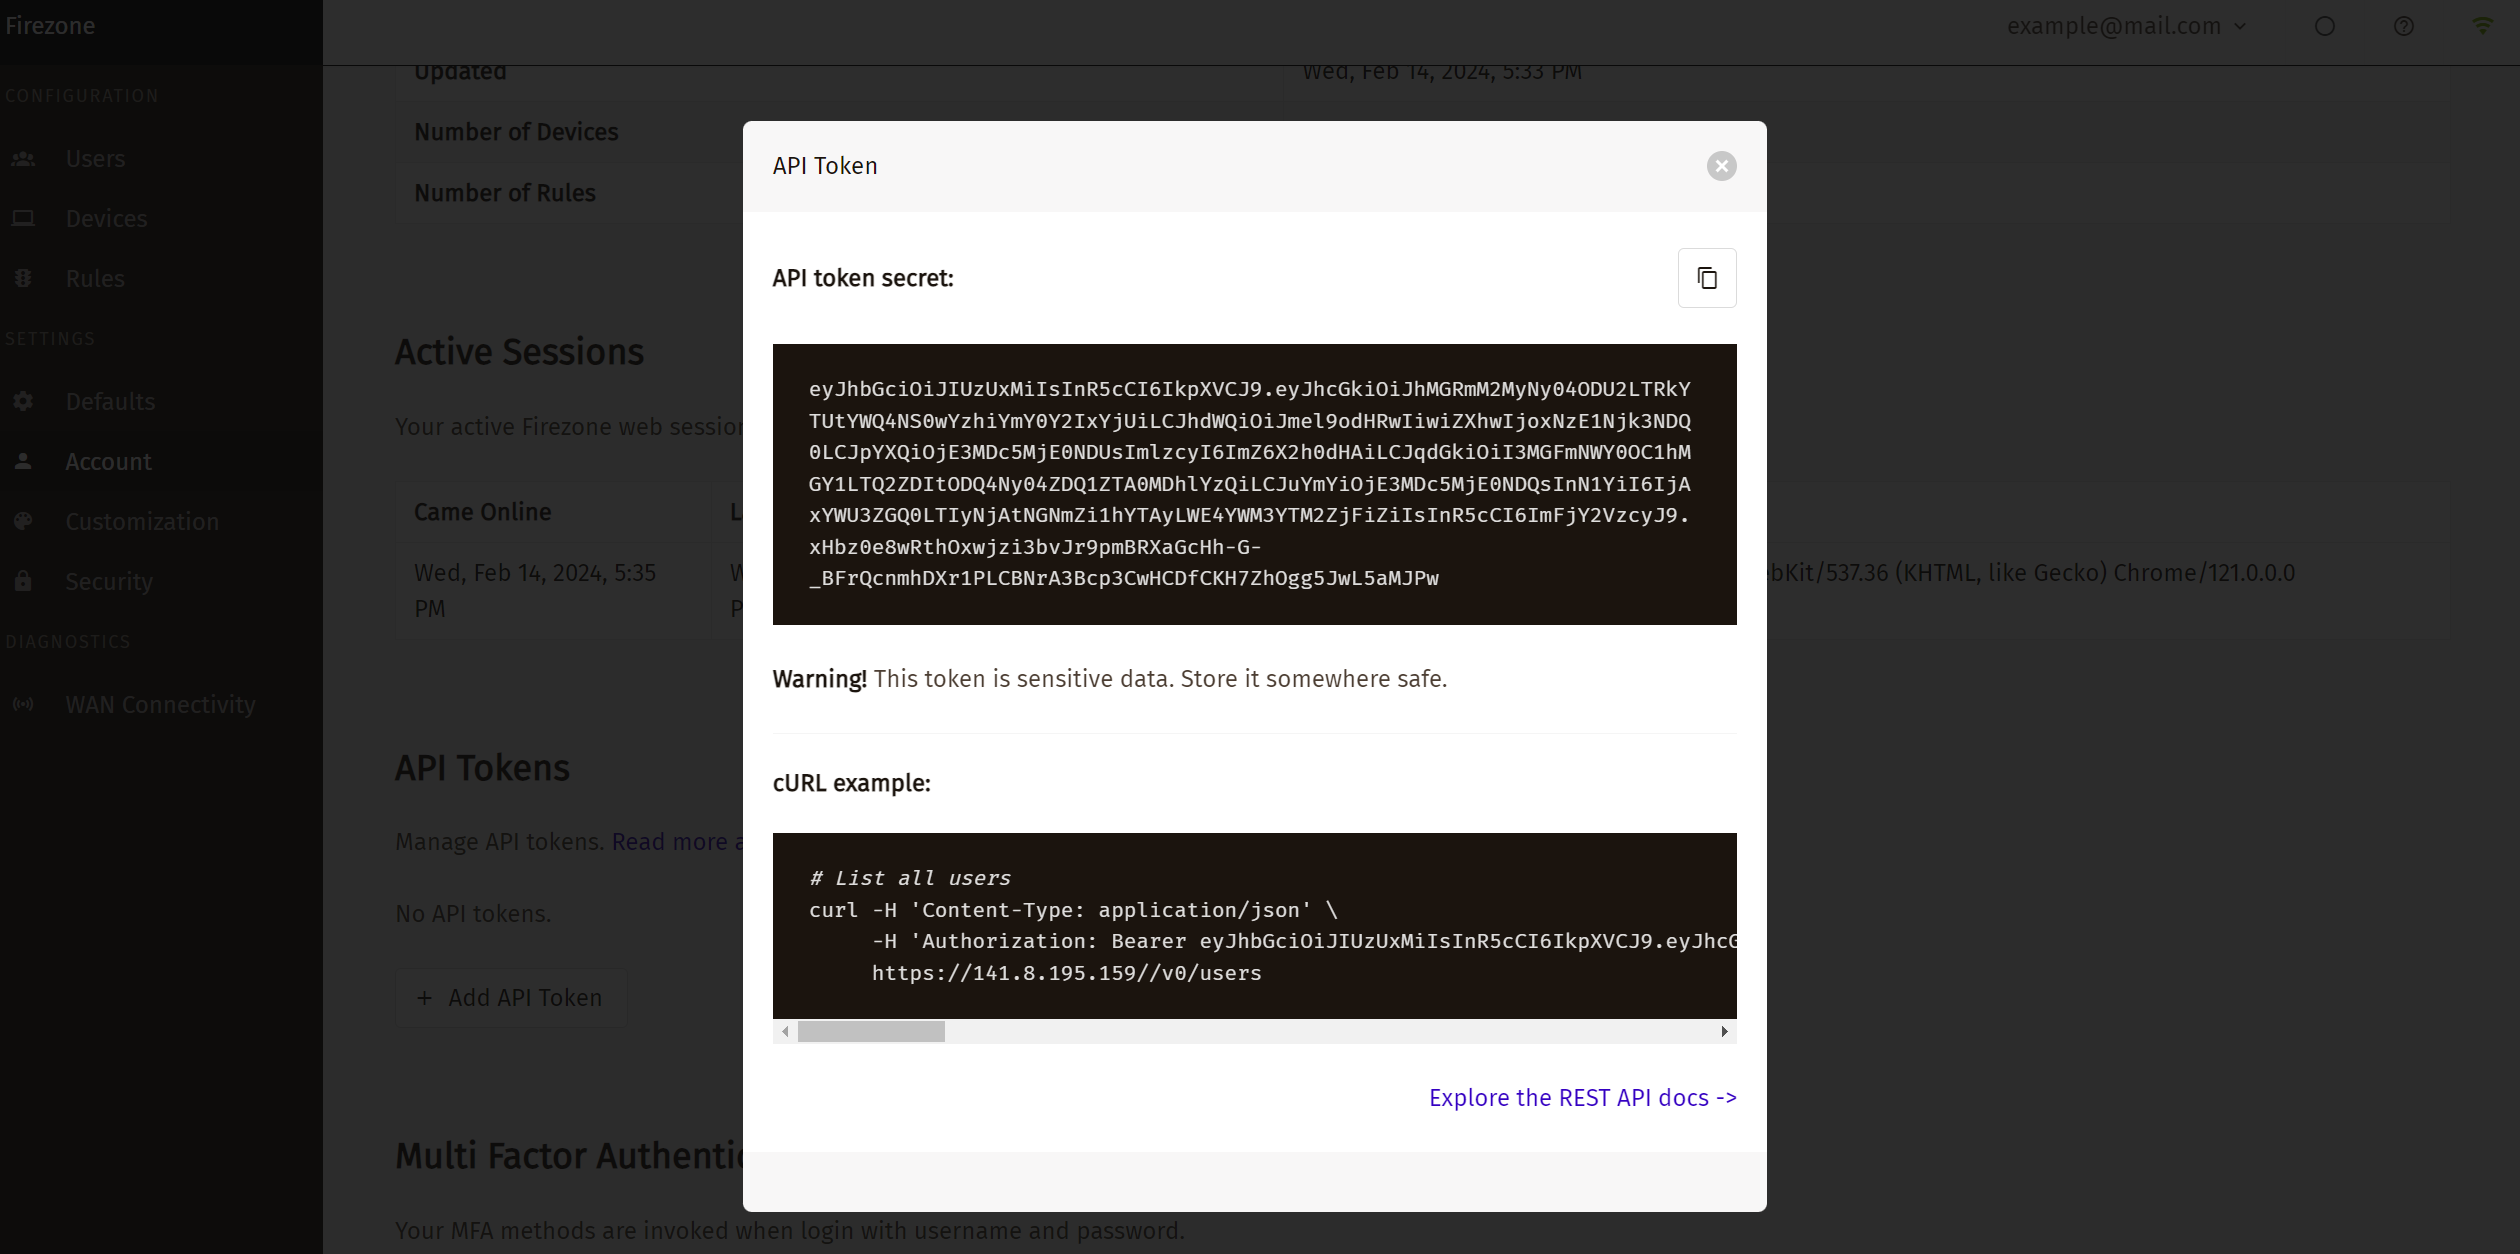 Firezone
example@mail.com
CONFIGURATION
Users
Devices
Rules
SETTINGS
Defaults
Account
Customization
Security
DIAGNOSTICS
WAN Connectivity
Updated Wed, Feb 14, 2024, 5:33 PM
Number of Devices
Number of Rules
Active Sessions
Your active Firezone web
Came Online
Wed, Feb 14, 2024, 5:35
PM
/537.36 (KHTML, like Gecko) Chrome/121.0.0.0
API Tokens
Manage API tokens. Read more
No API tokens.
+ Add API Token
Multi Factor
Your MFA methods are invoked when login with username and password.
API Token
API token secret:
eyJhbGciOiJIUzUxMiIsInR5cCI6IkpXVCJ9.eyJhcGkiOiJhMGRmM2MyNy04ODU2LTRkY
TUtYWQ4NS0wYzhiYmY0Y2IxYjUiLCJhdWQiOiJmel9odHRwIiwiZXhwIjoxNzE1Njk3NDQ
0LCJpYXQiOjE3MDc5MjE0NDUsImlzcyI6ImZ6X2h0dHAiLCJqdGkiOiI3MGFmNWY0OC1hM
GY1LTQ2ZDItODQ4Ny04ZDQ1ZTA0MDhlYzQiLCJuYmYiOjE3MDc5MjE0NDQsInN1YiI6IjA
xYWU3ZGQ0LTIyNjAtNGNmZi1hYTAyLWE4YWM3YTM2ZjFiZiIsInR5cCI6ImFjY2VzcyJ9.
xHbz0e8wRthOxwjzi3bvJr9pmBRXaGcHh-G-
_BFrQcnmhDXr1PLCBNrA3Bcp3CwHCDfCKH7ZhOgg5JwL5aMJPw
Warning! This token is sensitive data. Store it somewhere safe.
cURL example:
# List all users
curl -H 'Content-Type: application/json' \
-H 'Authorization: Bearer eyJhbGciOiJIUzUxMiIsInR5cCI6IkpXVCJ9.eyJhcG
https://141.8.195.159//v0/users
Explore the REST API docs ->